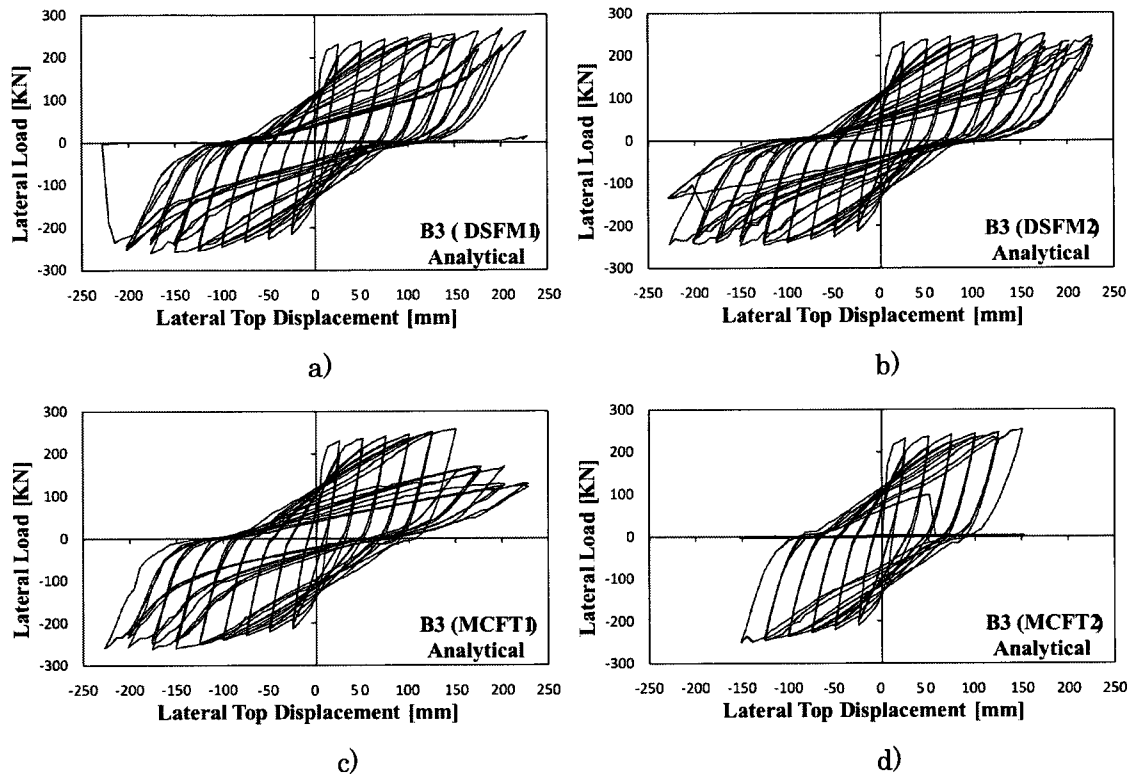 300
200
100
0
-100
-200
-300
Lateral Load [KN]
B3 ( DSFM1)
Analytical
-250 -200 -150 -100 -50 0 50 100 150 200 250
Lateral Top Displacement [mm]
a)
300
200
100
0
-100
-200
-300
Lateral Load [KN]
B3 (DSFM2)
Analytical
-250 -200 -150 -100 -50 0 50 100 150 200 250
Lateral Top Displacement [mm]
b)
300
200
100
0
-100
-200
-300
Lateral Load [KN]
B3 (MCFT1)
Analytical
-250 -200 -150 -100 -50 0 50 100 150 200 250
Lateral Top Displacement [mm]
c)
300
200
100
0
-100
-200
-300
Lateral Load [KN]
B3 (MCFT2)
Analytical
-250 -200 -150 -100 -50 0 50 100 150 200 250
Lateral Top Displacement [mm]
d)